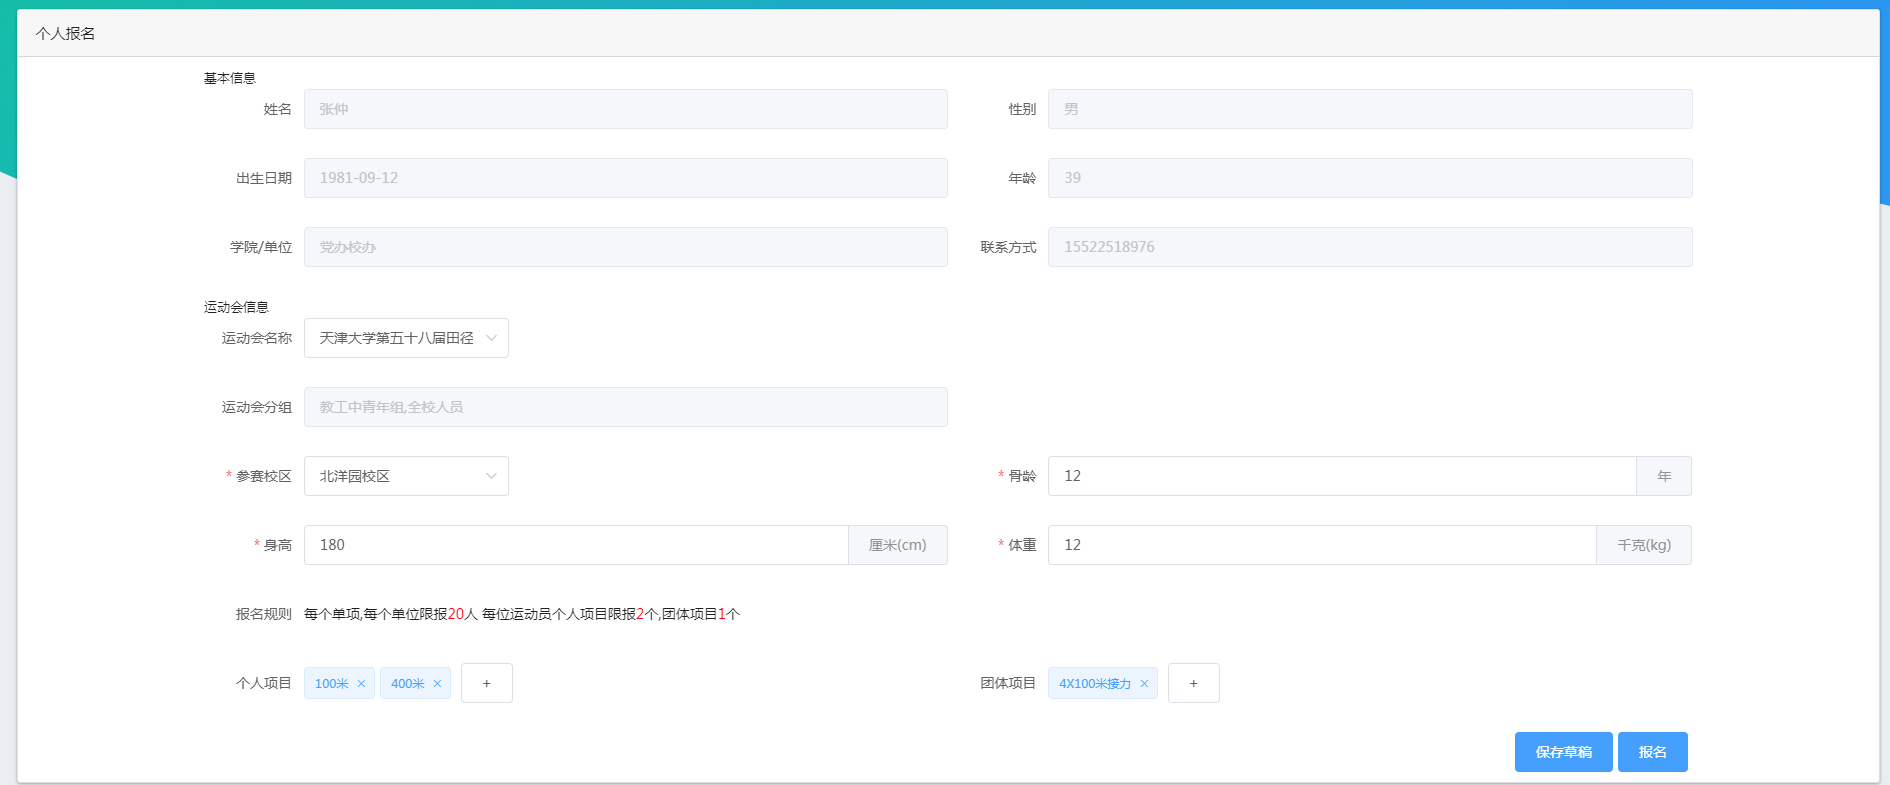 个人报名
基本信息
姓名 张仲 性别 男
出生日期 1981-09-12 年龄 39
学院/单位 党办校办 联系方式 15522518976
运动会信息
运动会名称 天津大学第五十八届田径
运动会分组 教工中青年组,全校人员
* 参赛校区 北洋园校区 * 骨龄 12 年
* 身高 180 厘米(cm) * 体重 12 千克(kg)
报名规则 每个单项,每个单位限报20人 每位运动员个人项目限报2个,团体项目1个
个人项目 100米 × 400米 × + 团体项目 4X100米接力 × +
保存草稿 报名